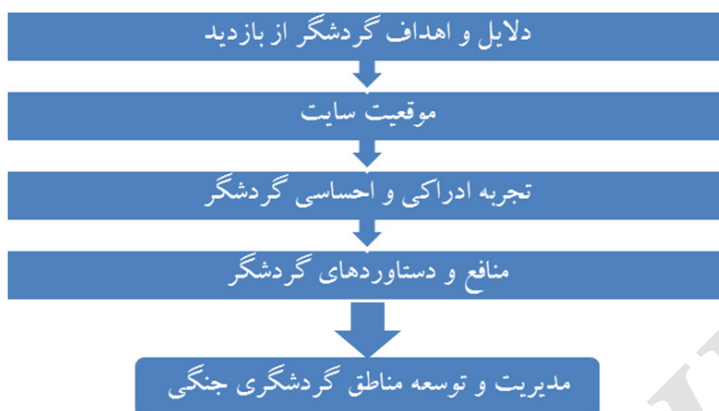 دلایل و اهداف گردشگر از بازدید
موقعیت سایت
تجربه ادراکی و احساسی گردشگر
منافع و دستاوردهای گردشگر
مدیریت و توسعه مناطق گردشگری جنگی